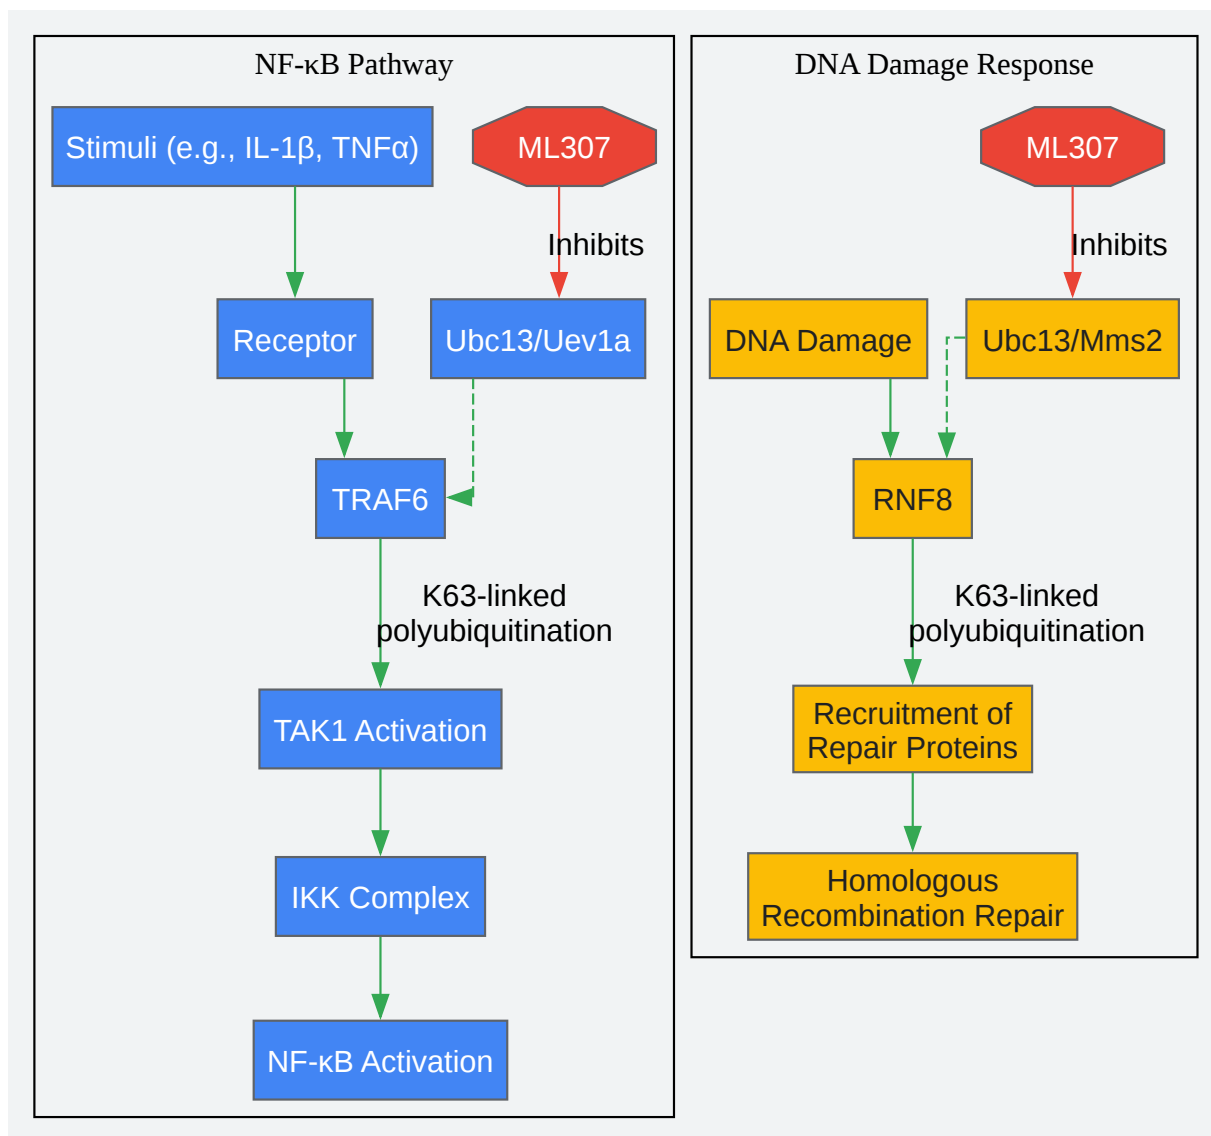 NF-κB Pathway
Stimuli (e.g., IL-1β, TNFα)
ML307
Inhibits
Receptor
Ubc13/Uev1a
TRAF6
K63-linked
polyubiquitination
TAK1 Activation
IKK Complex
NF-κB Activation
DNA Damage Response
ML307
Inhibits
DNA Damage
Ubc13/Mms2
RNF8
K63-linked
polyubiquitination
Recruitment of
Repair Proteins
Homologous
Recombination Repair